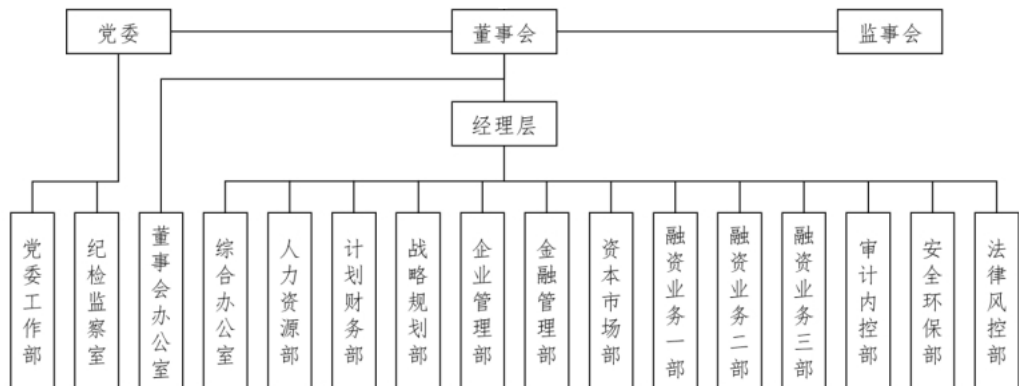 党委
董事会
监事会
经理层
党委工作部
纪检监察室
董事会办公室
综合办公室
人力资源部
计划财务部
战略规划部
企业管理部
金融管理部
资本市场部
融资业务一部
融资业务二部
融资业务三部
审计内控部
安全环保部
法律风控部